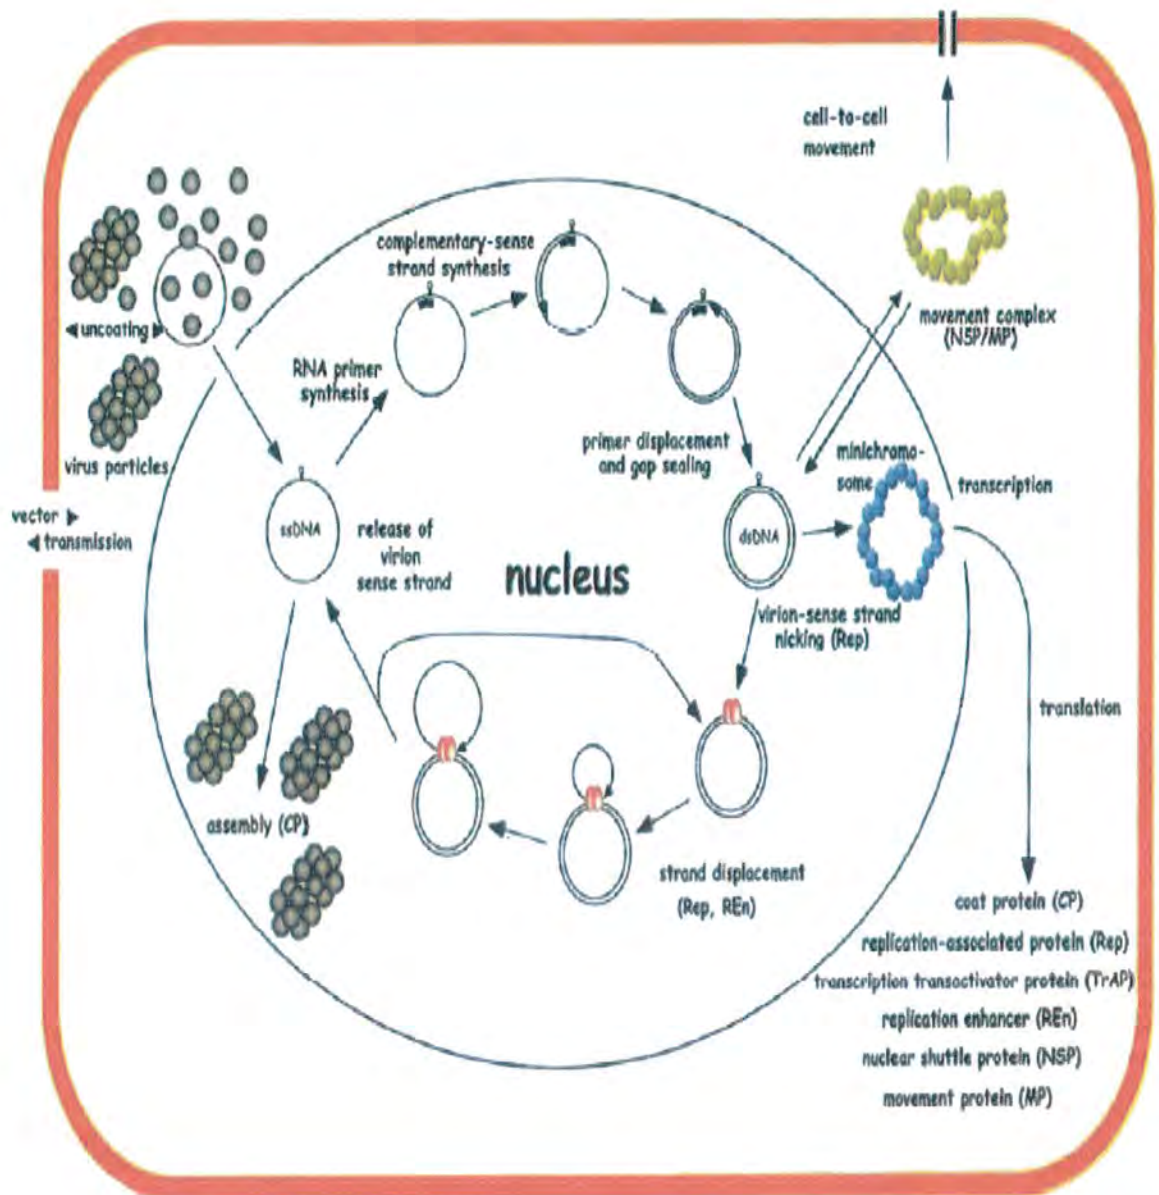 cell-to-cell
movement
complementary-sense
strand synthesis
◄uncoating►
movement complex
(NSP/MP)
RNA primer
synthesis
primer displacement
and gap sealing
minichromo-
some
virus particles
transcription
vector ►
◄ transmission
ssDNA
release of
virion
sense strand
dsDNA
nucleus
virion-sense strand
nicking (Rep)
translation
assembly (CP)
strand displacement
(Rep, REn)
coat protein (CP)
replication-associated protein (Rep)
transcription transactivator protein (TrAP)
replication enhancer (REn)
nuclear shuttle protein (NSP)
movement protein (MP)